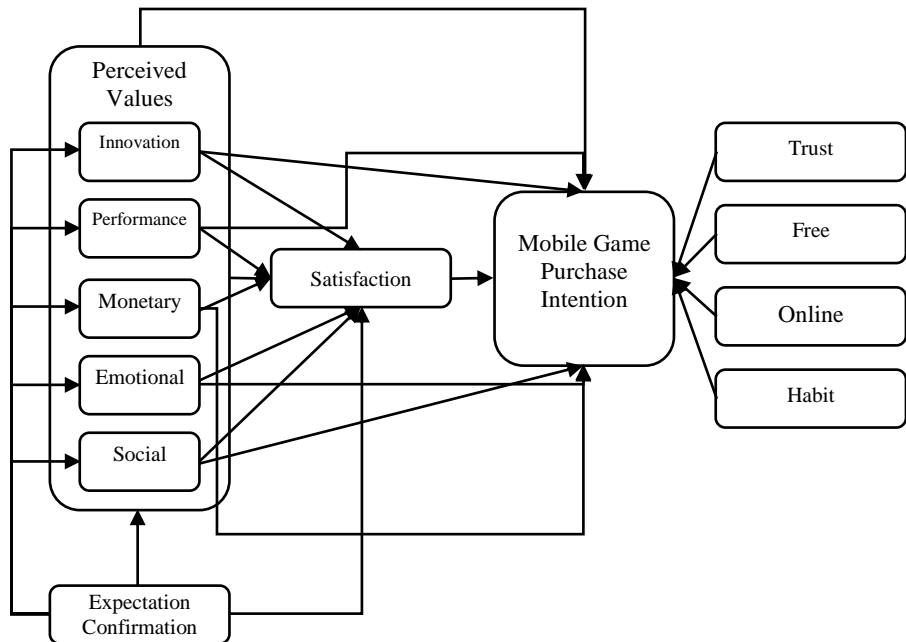 Perceived
Values
Innovation
Performance
Monetary
Emotional
Social
Expectation
Confirmation
Satisfaction
Mobile Game
Purchase
Intention
Trust
Free
Online
Habit